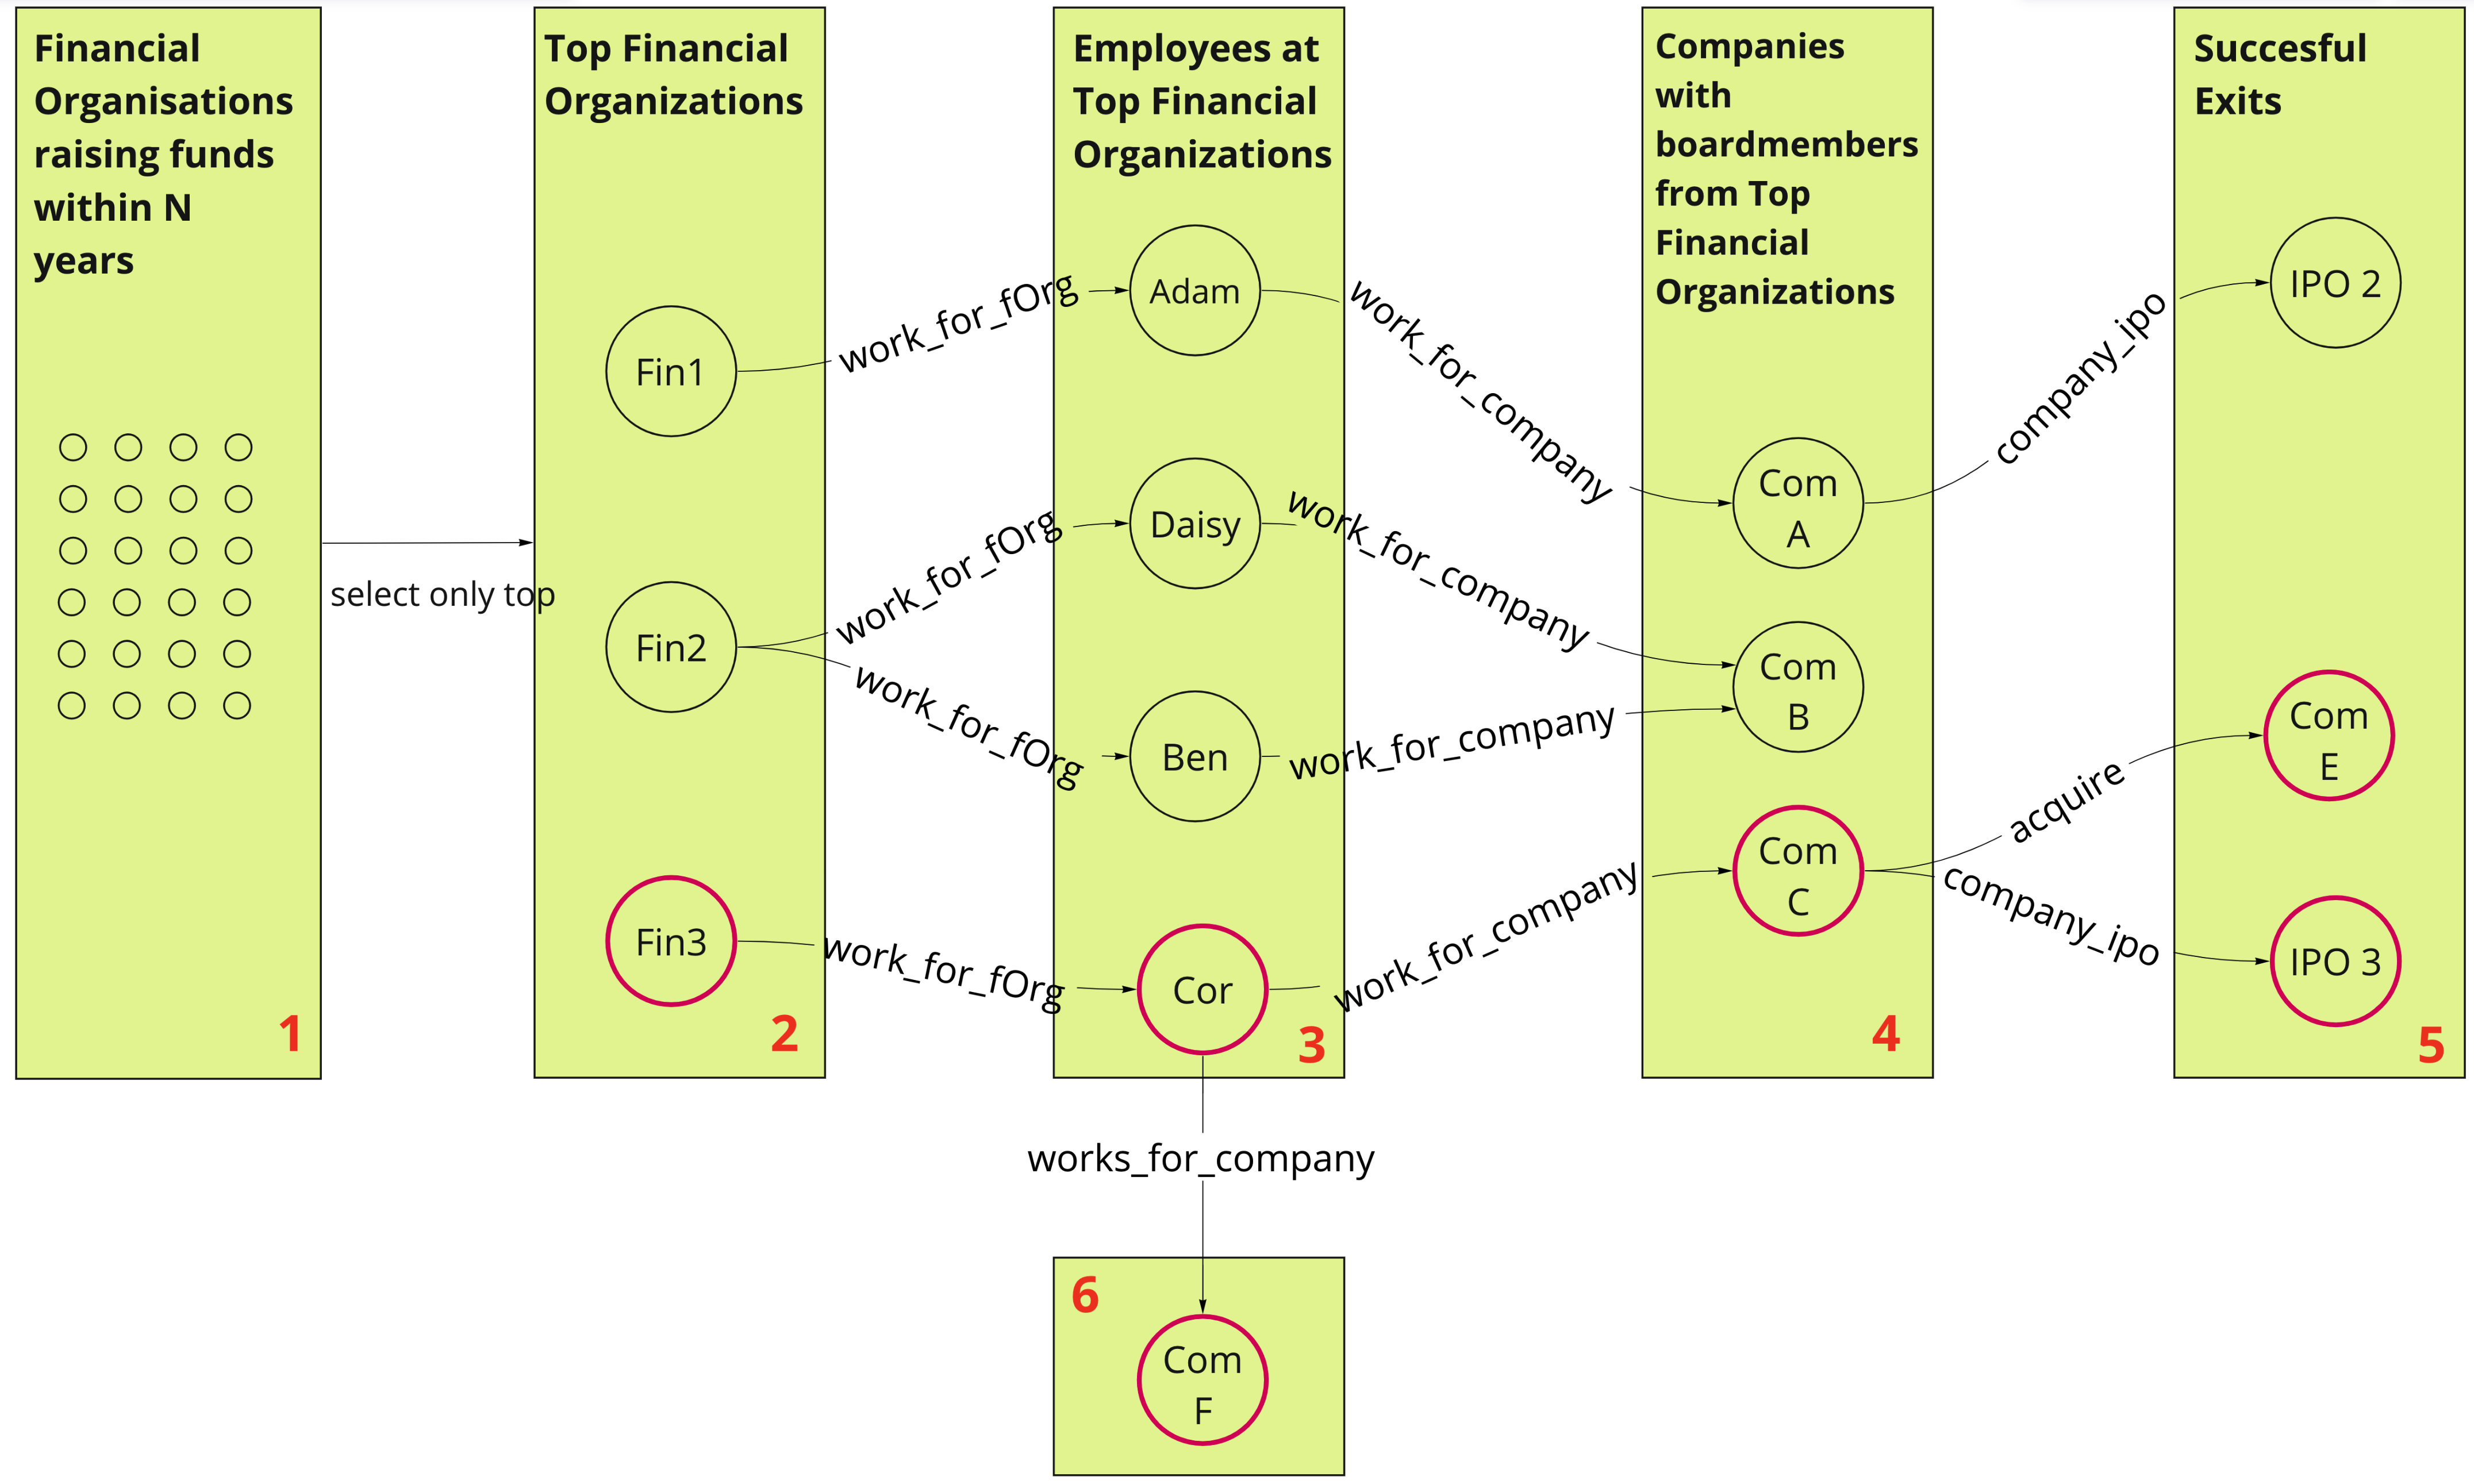 Financial
Organisations
raising funds
within N
years
1
select only top
Top Financial
Organizations
Fin1
Fin2
Fin3
2
work_for_fOrg
work_for_fOrg
work_for_fOrg
work_for_fOrg
Employees at
Top Financial
Organizations
Adam
Daisy
Ben
Cor
3
work_for_company
work_for_company
work_for_company
work_for_company
Companies
with
boardmembers
from Top
Financial
Organizations
Com
A
Com
B
Com
C
4
company_ipo
acquire
company_ipo
Succesful
Exits
IPO 2
Com
E
IPO 3
5
works_for_company
6
Com
F